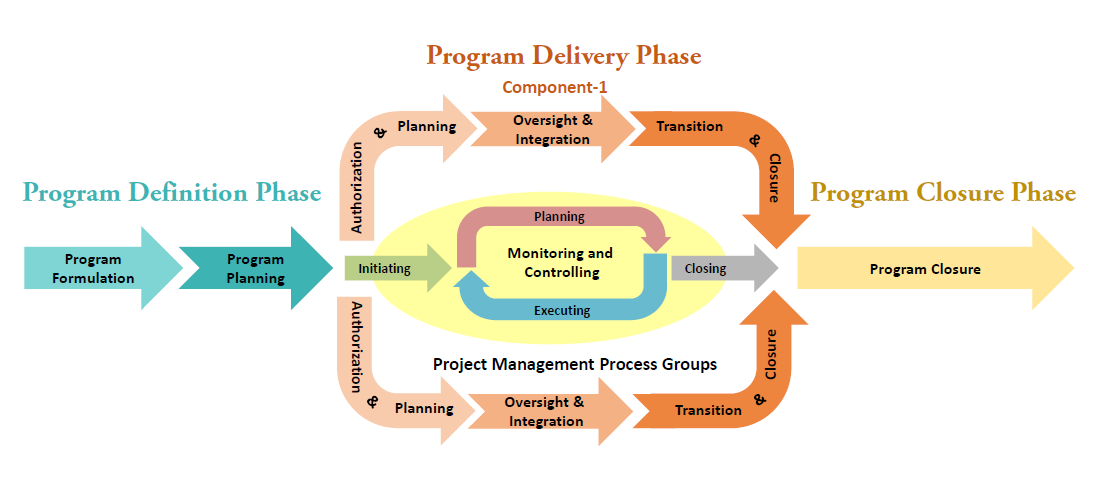 Program Delivery Phase
Component-1
Authorization & Planning
Oversight &
Integration
Transition & Closure
Program Definition Phase
Program Closure Phase
Program
Formulation
Program
Planning
Initiating
Planning
Monitoring and
Controlling
Executing
Closing
Program Closure
Project Management Process Groups
Authorization & Planning
Oversight &
Integration
Transition & Closure